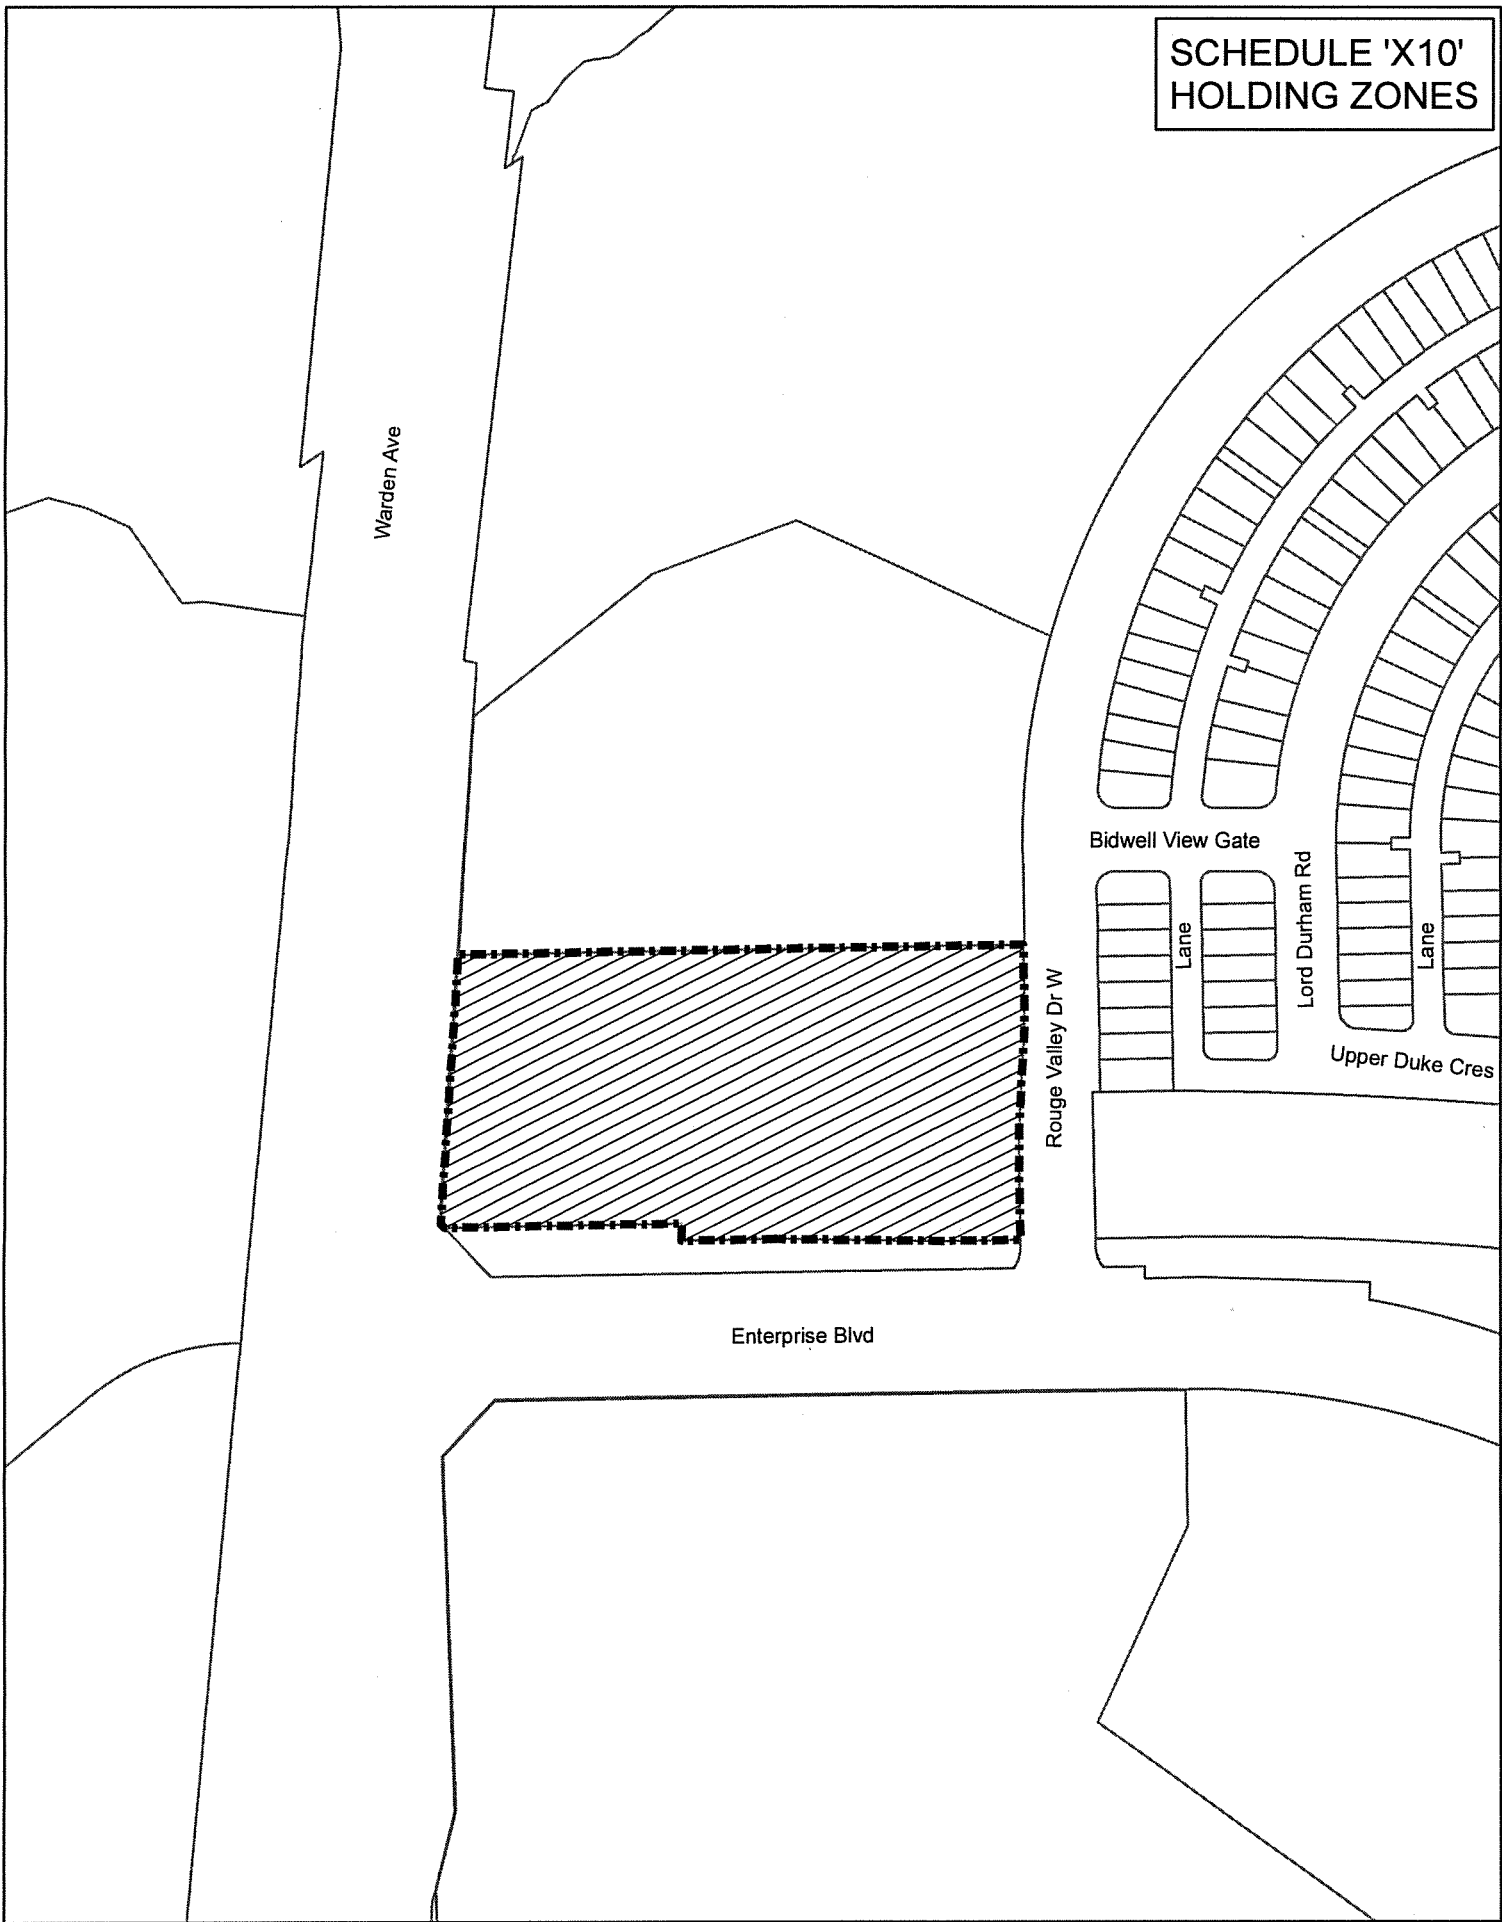 SCHEDULE 'X10'
HOLDING ZONES
Warden Ave
Bidwell View Gate
Lane
Lord Durham Rd
Lane
Rouge Valley Dr W
Upper Duke Cres
Enterprise Blvd